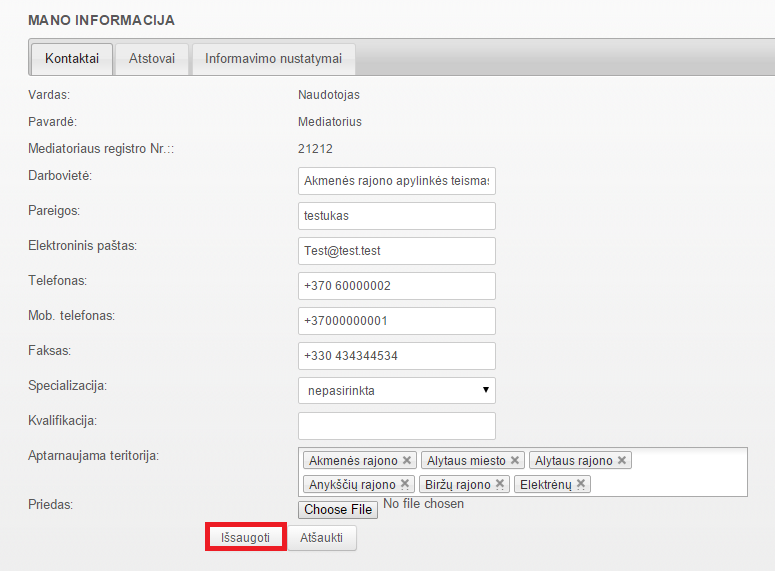 MANO INFORMACIJA
Kontaktai Atstovai Informavimo nustatymai
Vardas: Naudotojas
Pavardė: Mediatorius
Mediatoriaus registro Nr.:: 21212
Darbovietė: Akmenės rajono apylinkės teismas
Pareigos: testukas
Elektroninis paštas: Test@test.test
Telefonas: +370 60000002
Mob. telefonas: +37000000001
Faksas: +330 434344534
Specializacija: nepasirinkta
Kvalifikacija:
Aptarnaujama teritorija: Akmenės rajono Alytaus miesto Alytaus rajono
Anykščių rajono Biržų rajono Elektrėnų
Priedas: Choose File No file chosen
Išsaugoti Atšaukti